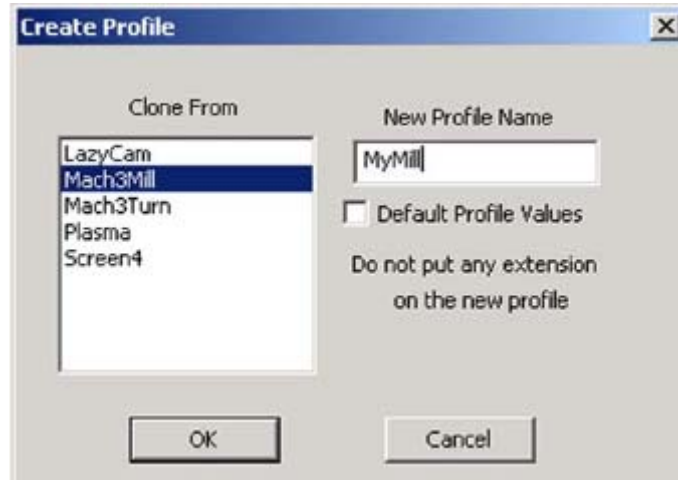 Create Profile
Clone From
LazyCam
Mach3Mill
Mach3Turn
Plasma
Screen4
New Profile Name
MyMill
Default Profile Values
Do not put any extension
on the new profile
OK
Cancel